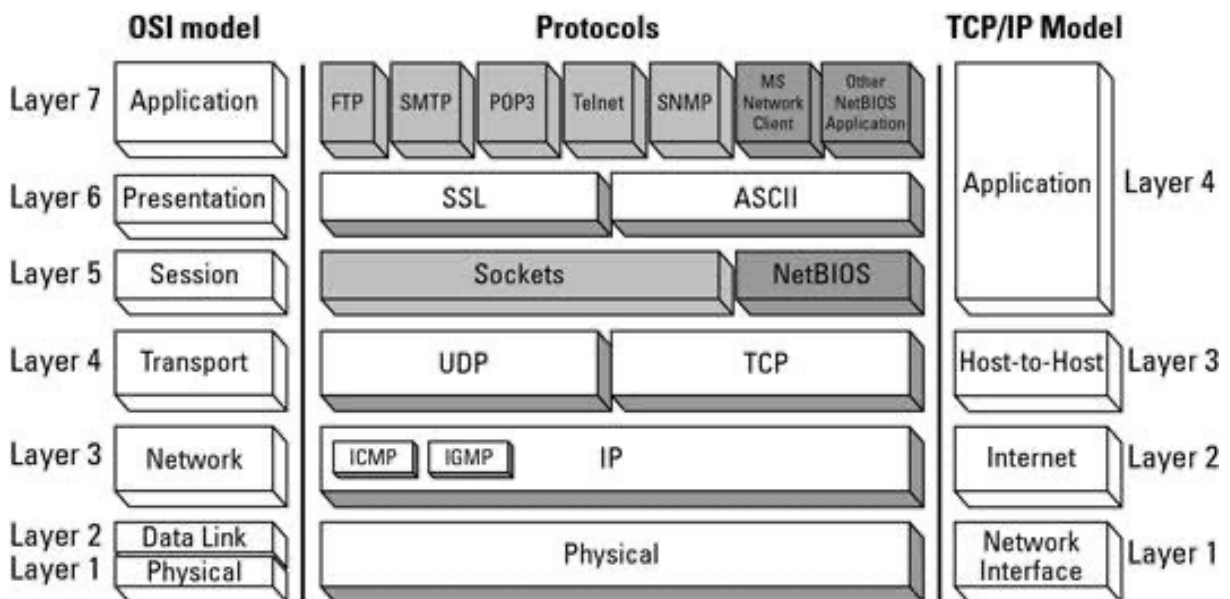 OSI model Protocols TCP/IP Model
Layer 7 Application FTP SMTP POP3 Telnet SNMP MS Network Client Other NetBIOS Application
Layer 6 Presentation SSL ASCII Application Layer 4
Layer 5 Session Sockets NetBIOS
Layer 4 Transport UDP TCP Host-to-Host Layer 3
Layer 3 Network ICMP IGMP IP Internet Layer 2
Layer 2 Data Link
Layer 1 Physical Physical Network Interface Layer 1